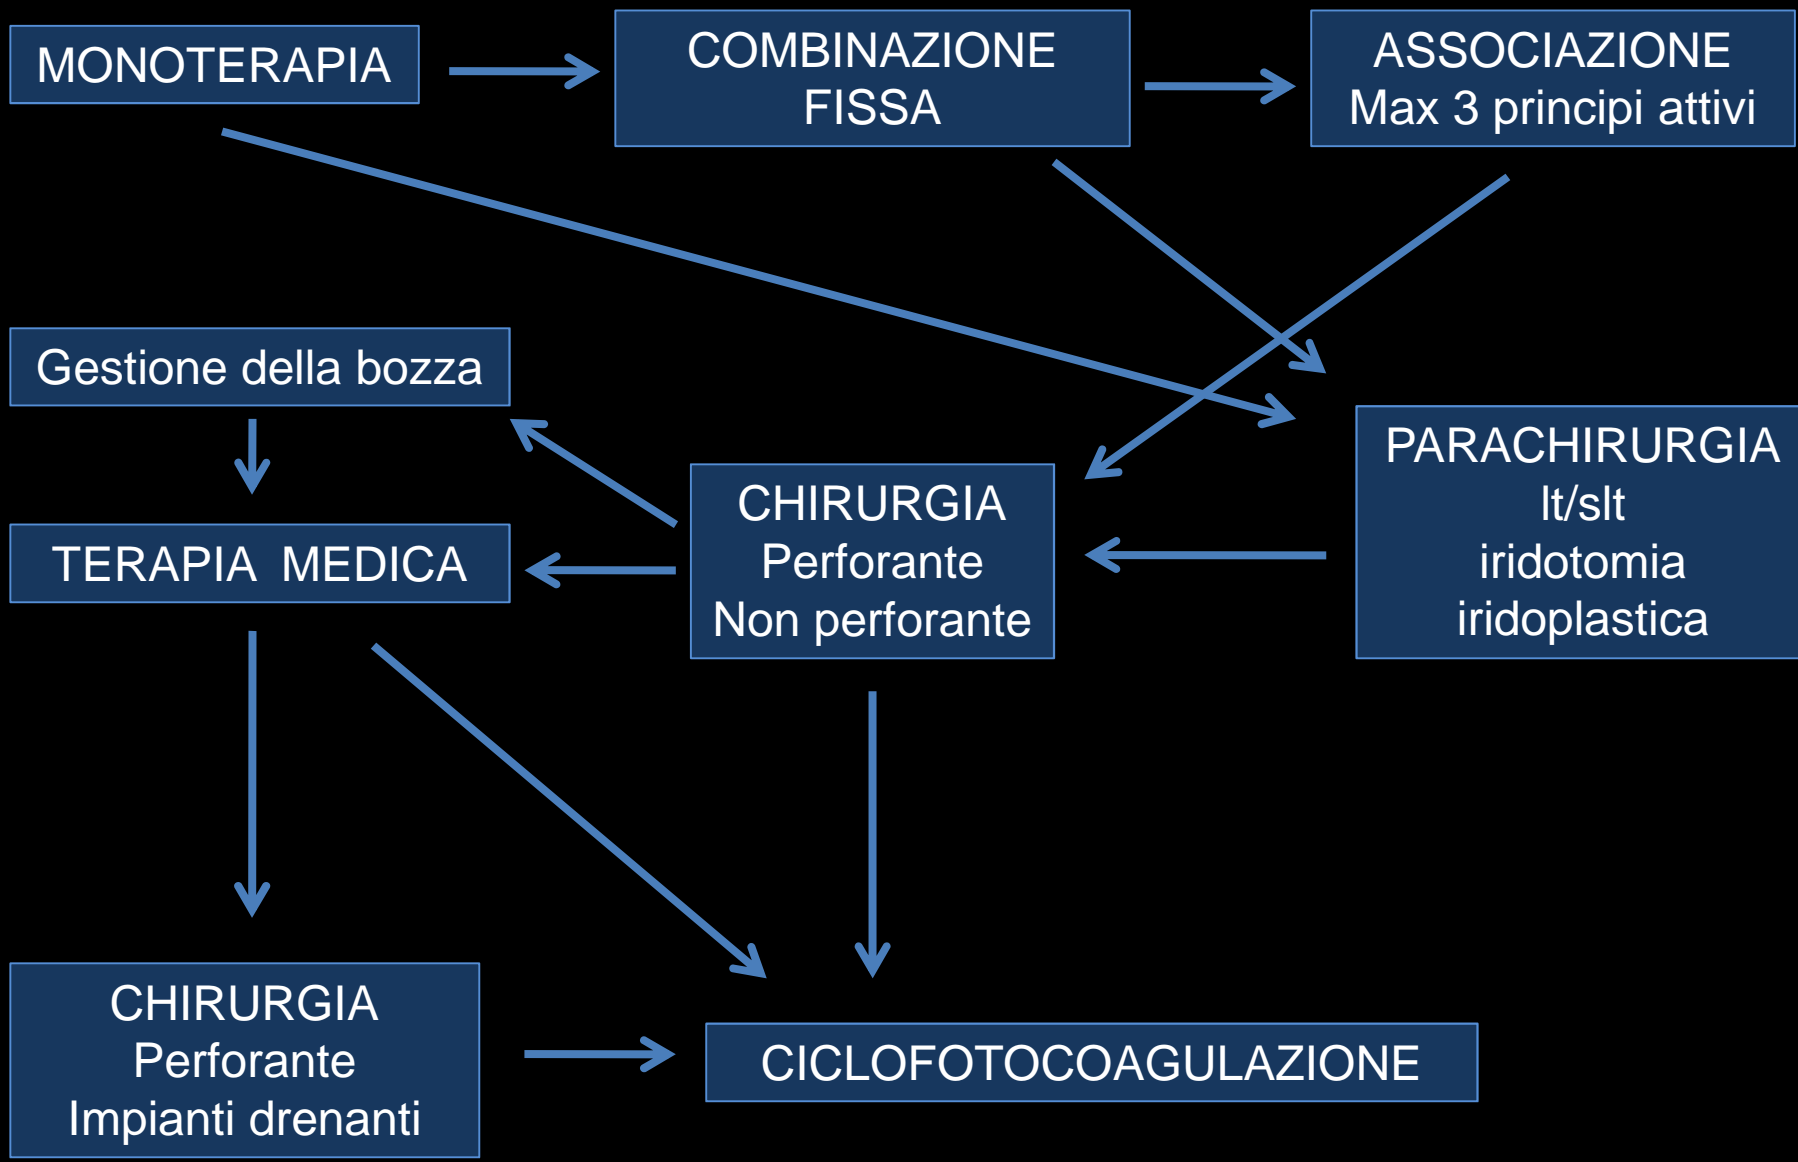 MONOTERAPIA
COMBINAZIONE
FISSA
ASSOCIAZIONE
Max 3 principi attivi
Gestione della bozza
TERAPIA MEDICA
CHIRURGIA
Perforante
Non perforante
PARACHIRURGIA
lt/slt
iridotomia
iridoplastica
CHIRURGIA
Perforante
Impianti drenanti
CICLOFOTOCOAGULAZIONE